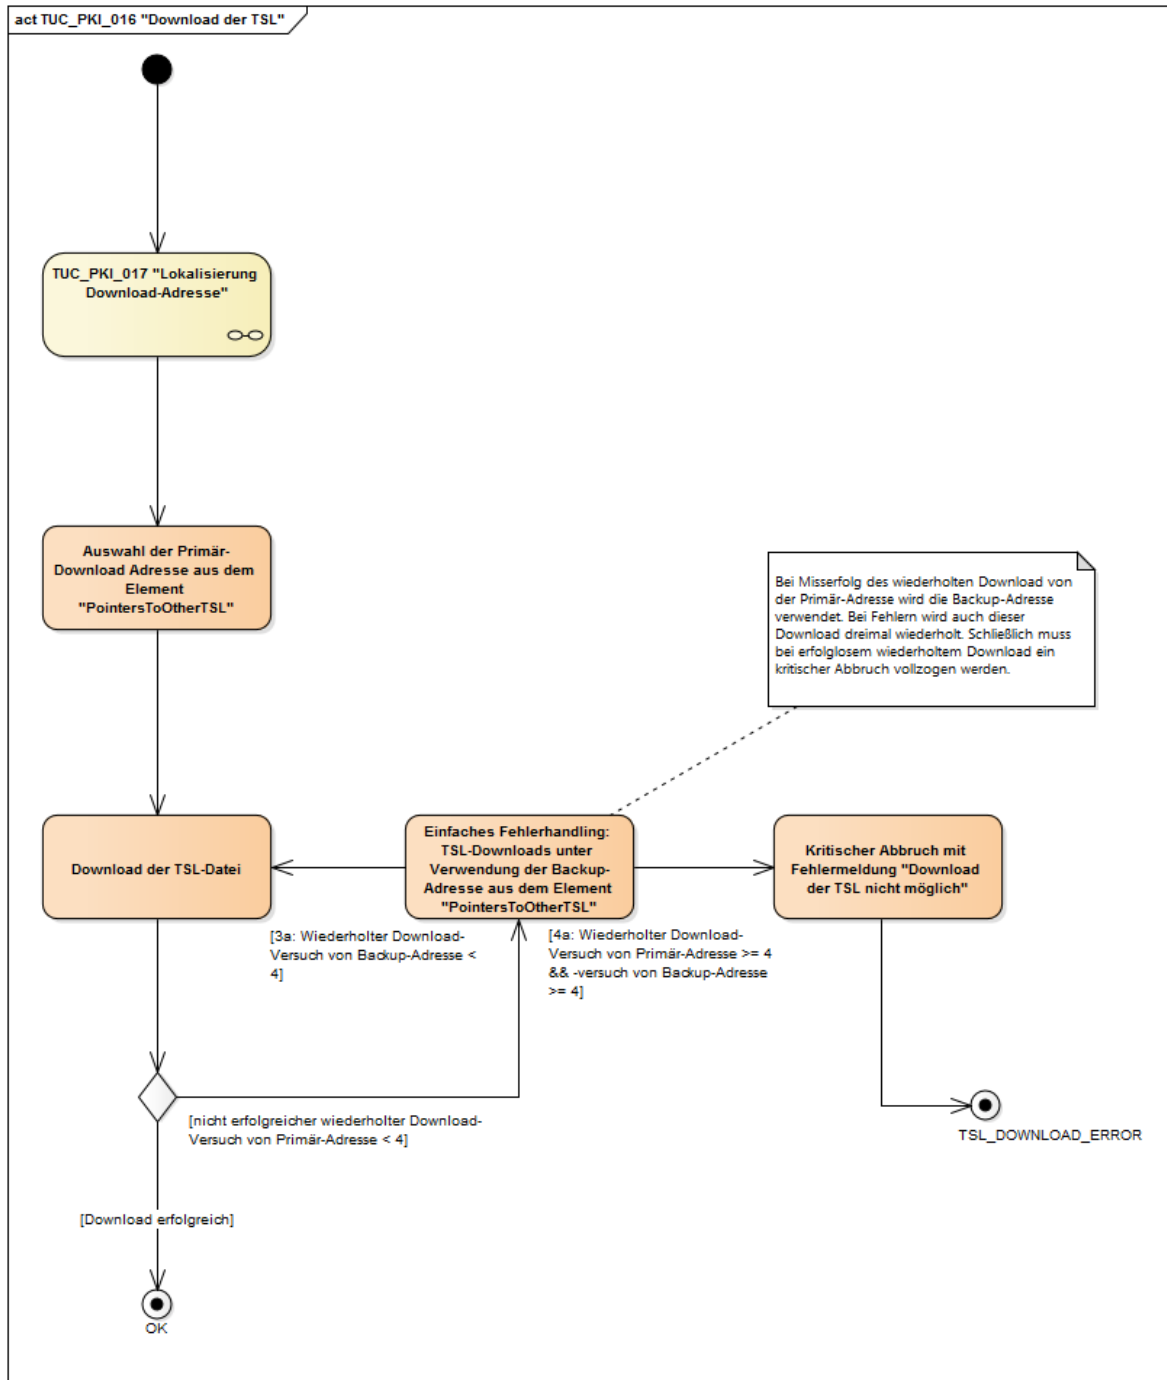 act TUC_PKI_016 "Download der TSL"
TUC_PKI_017 "Lokalisierung
Download-Adresse"
Auswahl der Primär-
Download Adresse aus dem
Element
"PointersToOtherTSL"
Bei Misserfolg des wiederholten Download von
der Primär-Adresse wird die Backup-Adresse
verwendet. Bei Fehlern wird auch dieser
Download dreimal wiederholt. Schließlich muss
bei erfolglosem wiederholtem Download ein
kritischer Abbruch vollzogen werden.
Download der TSL-Datei
Einfaches Fehlerhandling:
TSL-Downloads unter
Verwendung der Backup-
Adresse aus dem Element
"PointersToOtherTSL"
Kritischer Abbruch mit
Fehlermeldung "Download
der TSL nicht möglich"
[3a: Wiederholter Download-
Versuch von Backup-Adresse <
4]
[4a: Wiederholter Download-
Versuch von Primär-Adresse >= 4
&& -versuch von Backup-Adresse
>= 4]
[nicht erfolgreicher wiederholter Download-
Versuch von Primär-Adresse < 4]
TSL_DOWNLOAD_ERROR
[Download erfolgreich]
OK